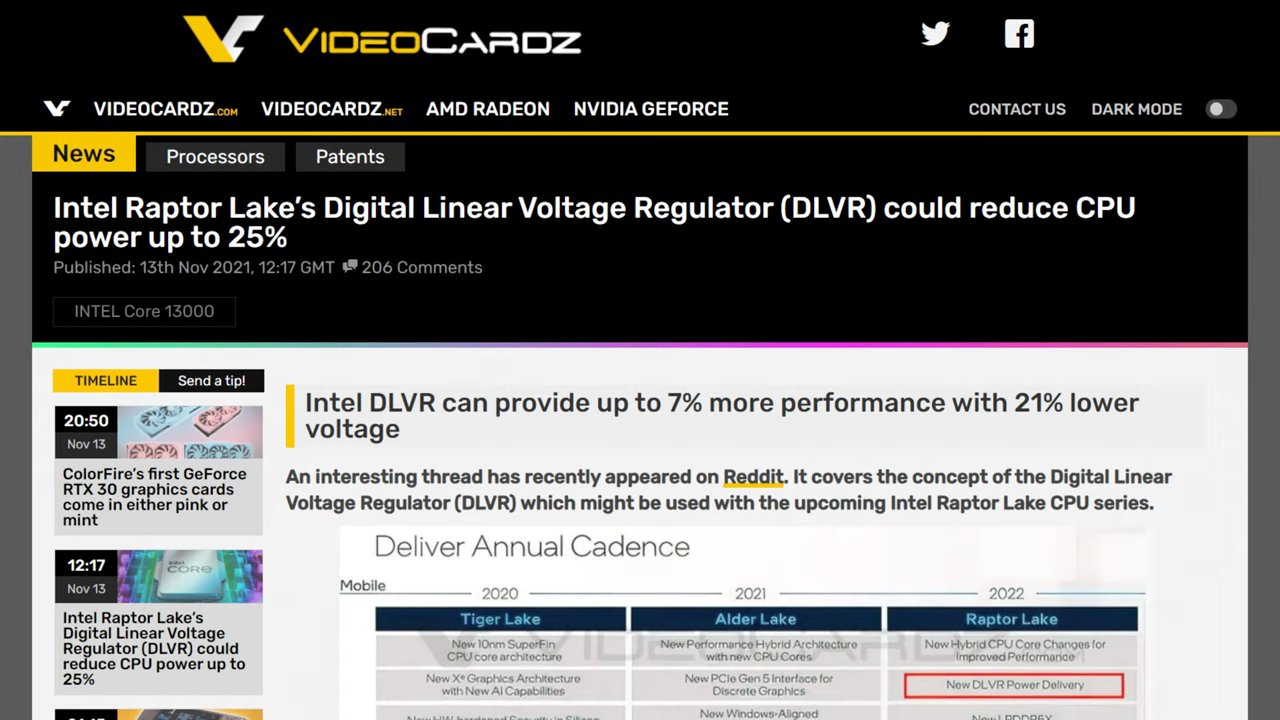 VIDEOCARDZ
VIDEOCARDZ.COM VIDEOCARDZ.NET AMD RADEON NVIDIA GEFORCE CONTACT US DARK MODE
News Processors Patents
Intel Raptor Lake’s Digital Linear Voltage Regulator (DLVR) could reduce CPU
power up to 25%
Published: 13th Nov 2021, 12:17 GMT 206 Comments
INTEL Core 13000
TIMELINE Send a tip!
20:50
Nov 13
ColorFire’s first GeForce
RTX 30 graphics cards
come in either pink or
mint
12:17
Nov 13
intel
CORE
Intel Raptor Lake’s
Digital Linear Voltage
Regulator (DLVR) could
reduce CPU power up to
25%
Intel DLVR can provide up to 7% more performance with 21% lower
voltage
An interesting thread has recently appeared on Reddit. It covers the concept of the Digital Linear
Voltage Regulator (DLVR) which might be used with the upcoming Intel Raptor Lake CPU series.
Deliver Annual Cadence
Mobile
2020 2021 2022
Tiger Lake Alder Lake Raptor Lake
New 10nm SuperFin
CPU core architecture
New Performance Hybrid Architecture
with new CPU Cores
New Hybrid CPU Core Changes for
Improved Performance
New Xe Graphics Architecture
with New AI Capabilities
New PCIe Gen 5 Interface for
Discrete Graphics
New DLVR Power Delivery
New Windows-Aligned
VIDEOCARDZ